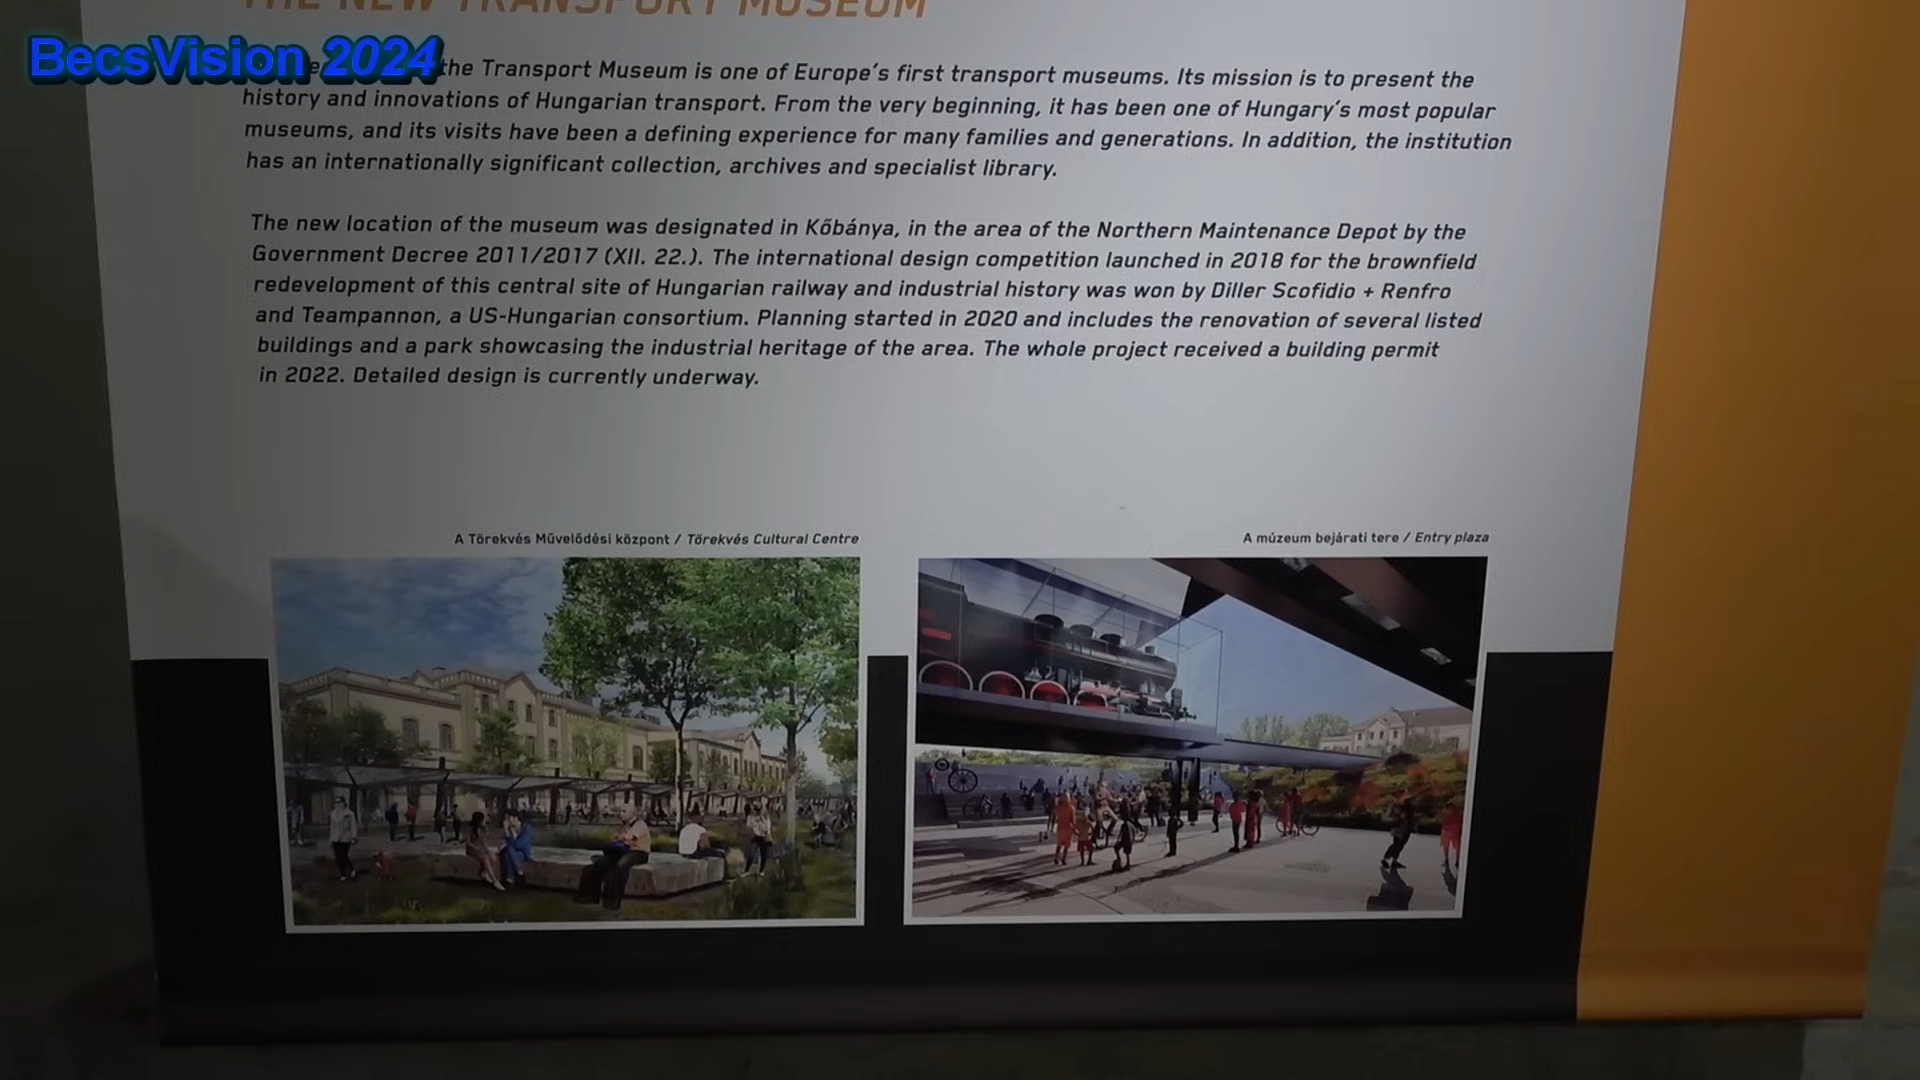 THE NEW TRANSPORT MUSEUM
BecsVision 2024
the Transport Museum is one of Europe's first transport museums. Its mission is to present the
history and innovations of Hungarian transport. From the very beginning, it has been one of Hungary's most popular
museums, and its visits have been a defining experience for many families and generations. In addition, the institution
has an internationally significant collection, archives and specialist library.
The new location of the museum was designated in Kőbánya, in the area of the Northern Maintenance Depot by the
Government Decree 2011/2017 (XII. 22.). The international design competition launched in 2018 for the brownfield
redevelopment of this central site of Hungarian railway and industrial history was won by Diller Scofidio + Renfro
and Teampannon, a US-Hungarian consortium. Planning started in 2020 and includes the renovation of several listed
buildings and a park showcasing the industrial heritage of the area. The whole project received a building permit
in 2022. Detailed design is currently underway.
A Törekvés Művelődési központ / Törekvés Cultural Centre
A múzeum bejárati tere / Entry plaza